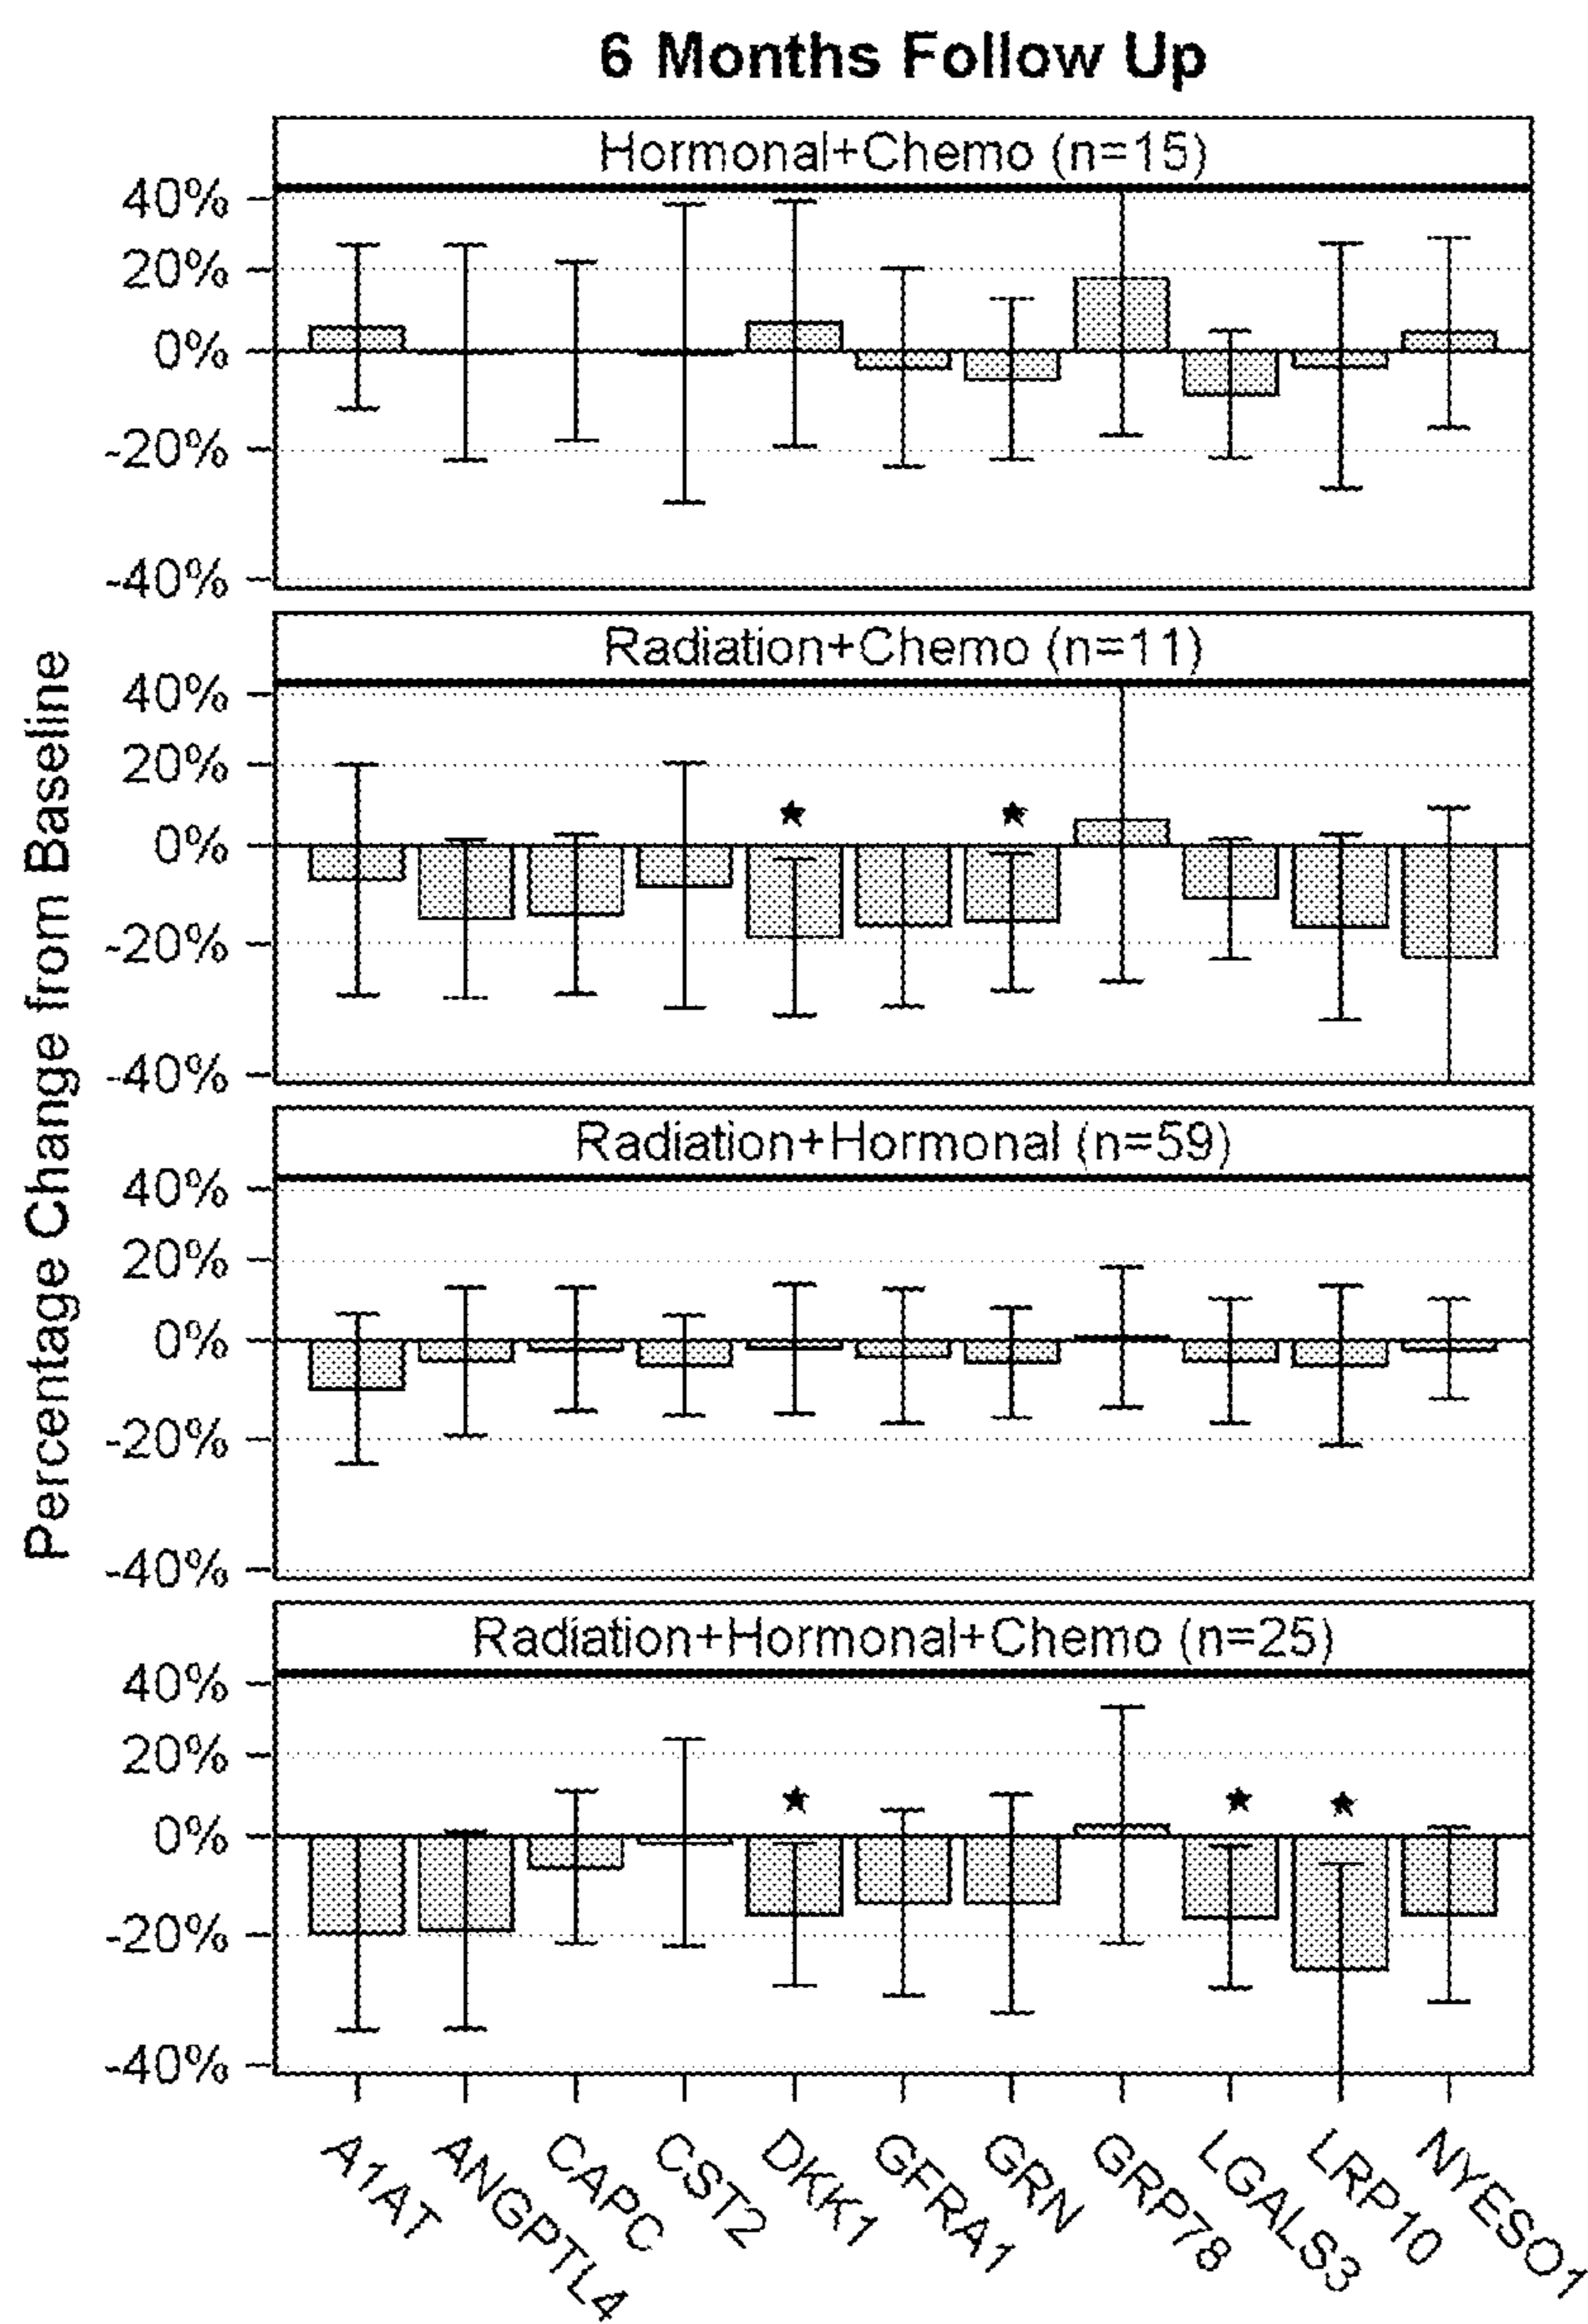 6 Months Follow Up
Hormonal+Chemo (n=15)
40%
20%
0%
-20%
-40%
Radiation+Chemo (n=11)
40%
20%
0%
★ ★
-20%
-40%
Radiation+Hormonal (n=59)
40%
20%
0%
-20%
-40%
Radiation+Hormonal+Chemo (n=25)
40%
20%
0%
★ ★ ★
-20%
-40%
Percentage Change from Baseline
A1AT
ANGPTL4
CAPC
CST2
DKK1
GFRA1
GRN
GRP78
LGALS3
LRP10
NYESO1